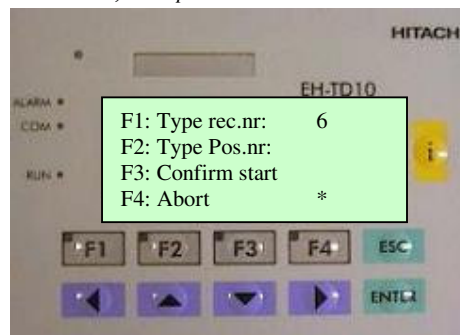 HITACH
EH-TD10
ALARM
COM
RUN
F1: Type rec.nr: 6
F2: Type Pos.nr:
F3: Confirm start
F4: Abort *
i
F1 F2 F3 F4 ESC
ENTER